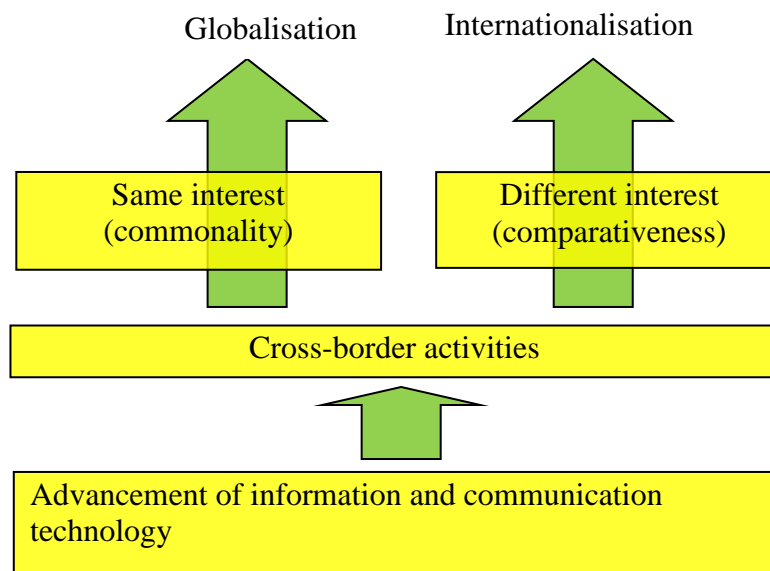 Globalisation
Internationalisation
Same interest
(commonality)
Different interest
(comparativeness)
Cross-border activities
Advancement of information and communication
technology